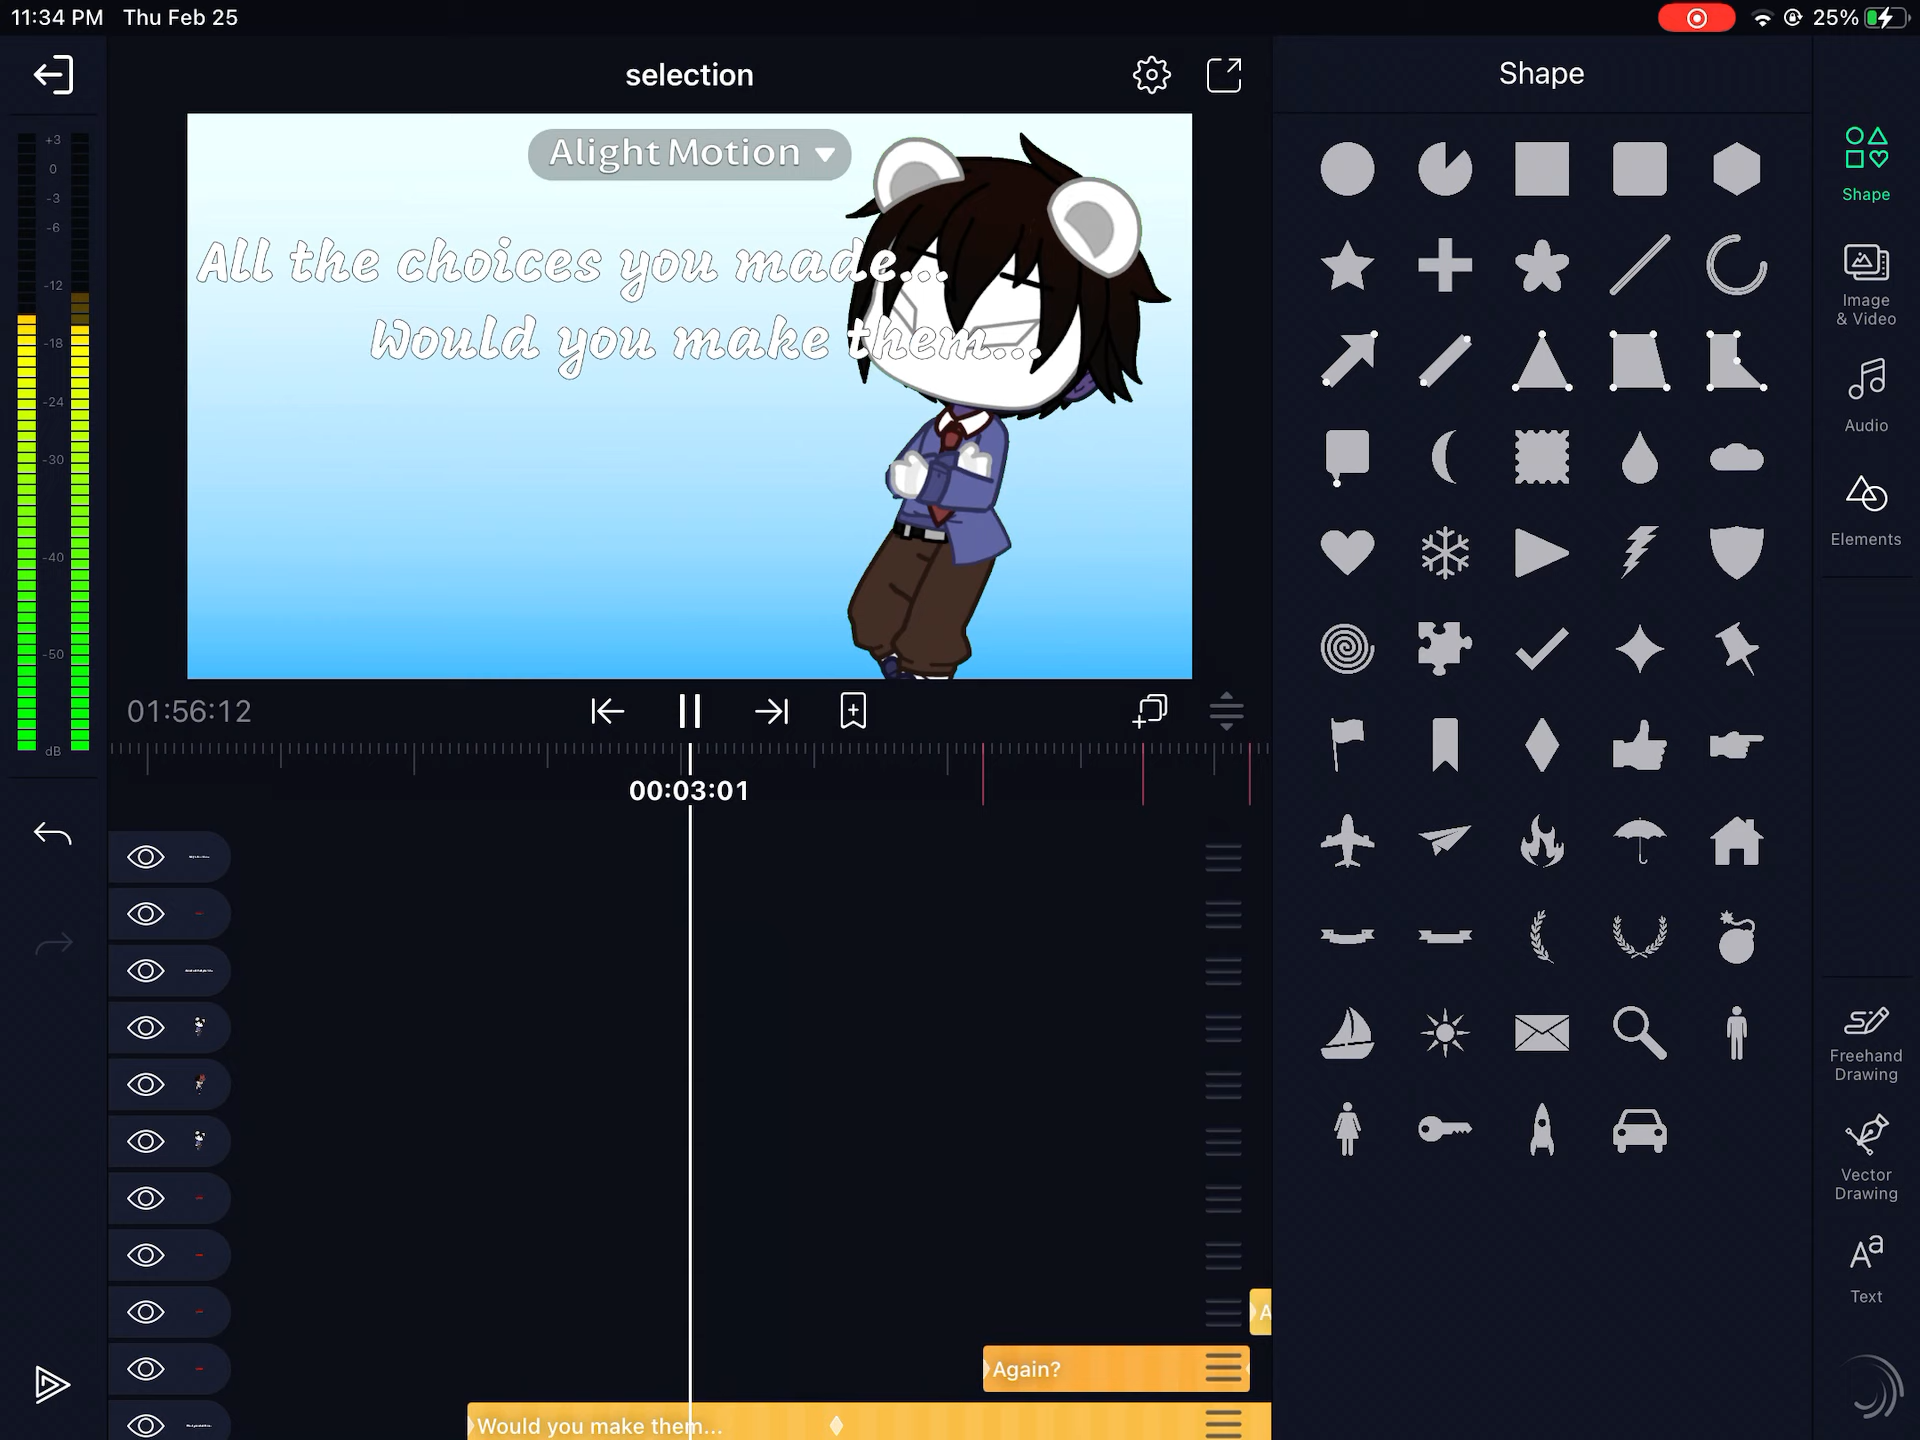 11:34 PM Thu Feb 25
25%
selection
Shape
Alight Motion
All the choices you made...
Would you make them...
+3
0
-3
-6
-12
-18
-24
-30
-40
-50
dB
01:56:12
00:03:01
A
Again?
Would you make them...
Shape
Image
& Video
Audio
Elements
Freehand
Drawing
Vector
Drawing
Aa
Text